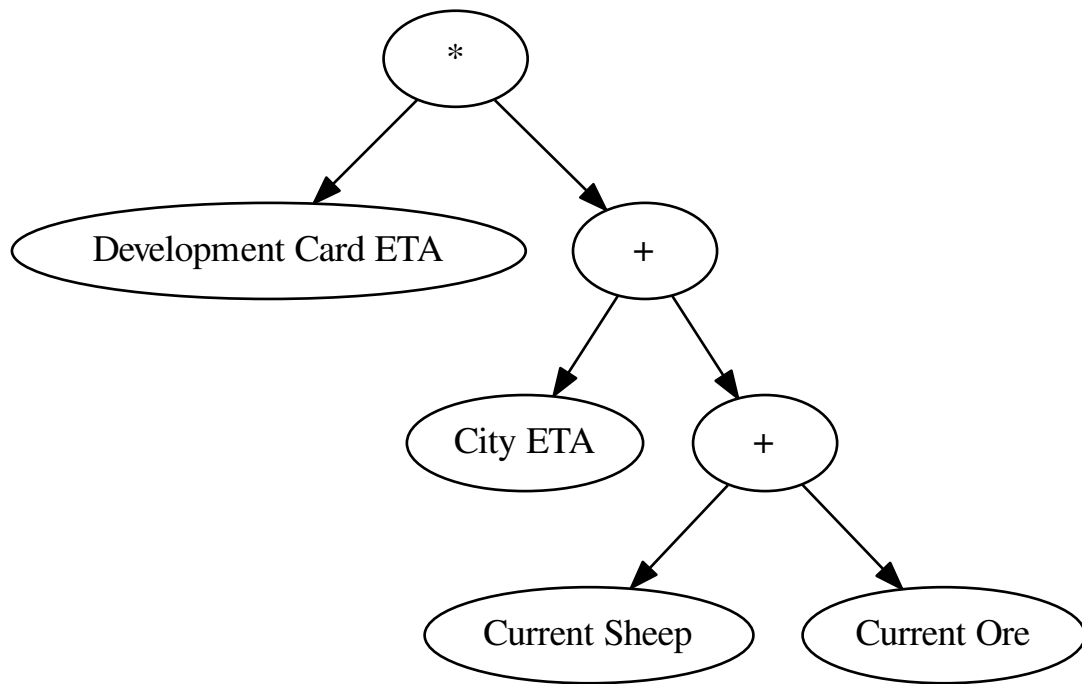 *
Development Card ETA
+
City ETA
+
Current Sheep
Current Ore